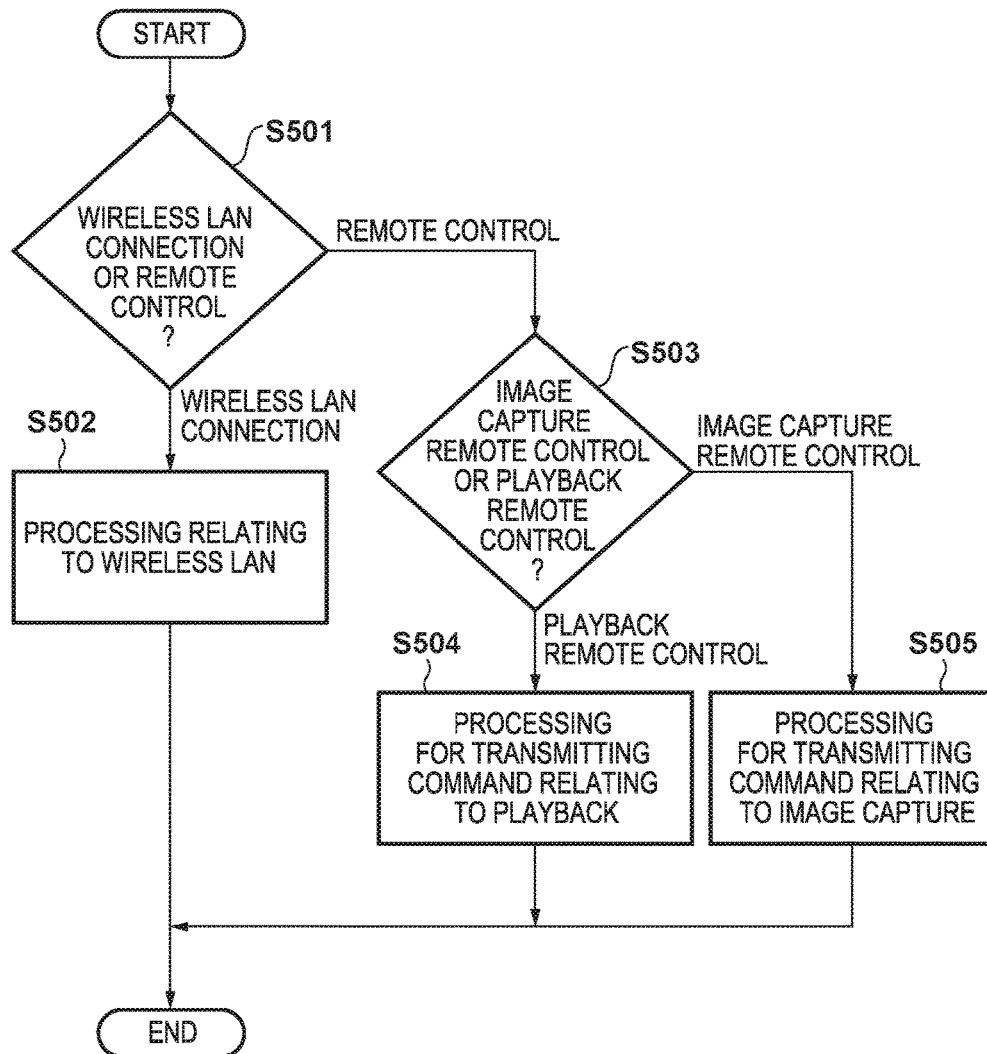 START
S501
WIRELESS LAN
CONNECTION
OR REMOTE
CONTROL
?
REMOTE CONTROL
WIRELESS LAN
CONNECTION
S502
PROCESSING RELATING
TO WIRELESS LAN
S503
IMAGE
CAPTURE
REMOTE CONTROL
OR PLAYBACK
REMOTE
CONTROL
?
IMAGE CAPTURE
REMOTE CONTROL
PLAYBACK
REMOTE CONTROL
S504
PROCESSING
FOR TRANSMITTING
COMMAND RELATING
TO PLAYBACK
S505
PROCESSING
FOR TRANSMITTING
COMMAND RELATING
TO IMAGE CAPTURE
END